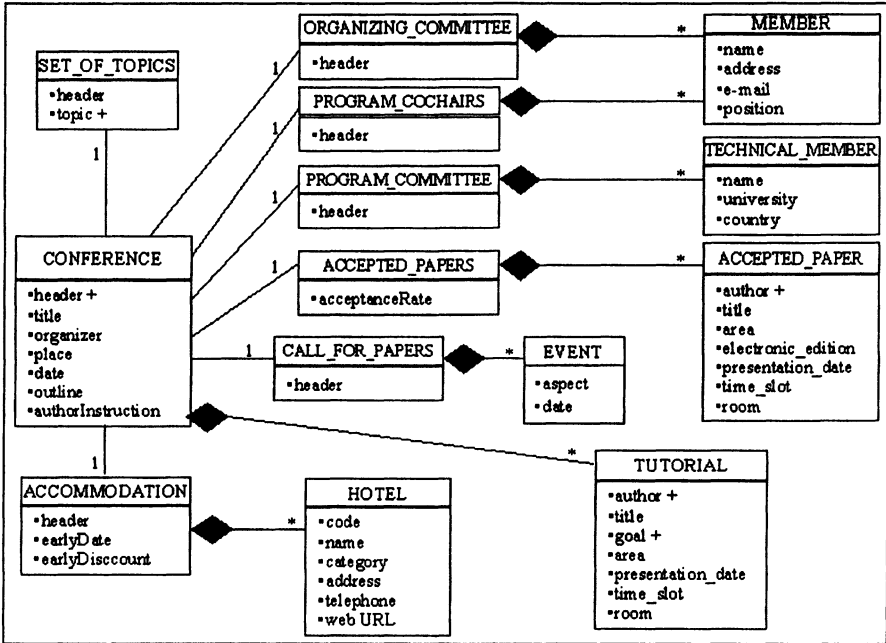 SET_OF_TOPICS
▪header
▪topic +
1
ORGANIZING_COMMITTEE
▪header
1
*
MEMBER
▪name
▪address
▪e-mail
▪position
PROGRAM_COCHAIRS
▪header
1
*
PROGRAM_COMMITTEE
▪header
1
*
TECHNICAL_MEMBER
▪name
▪university
▪country
CONFERENCE
▪header +
▪title
▪organizer
▪place
▪date
▪outline
▪authorInstruction
ACCEPTED_PAPERS
▪acceptanceRate
1
*
ACCEPTED_PAPER
▪author +
▪title
▪area
▪electronic_edition
▪presentation_date
▪time_slot
▪room
1
CALL_FOR_PAPERS
▪header
*
EVENT
▪aspect
▪date
*
TUTORIAL
▪author +
▪title
▪goal +
▪area
▪presentation_date
▪time_slot
▪room
1
ACCOMMODATION
▪header
▪earlyDate
▪earlyDisccount
*
HOTEL
▪code
▪name
▪category
▪address
▪telephone
▪web URL